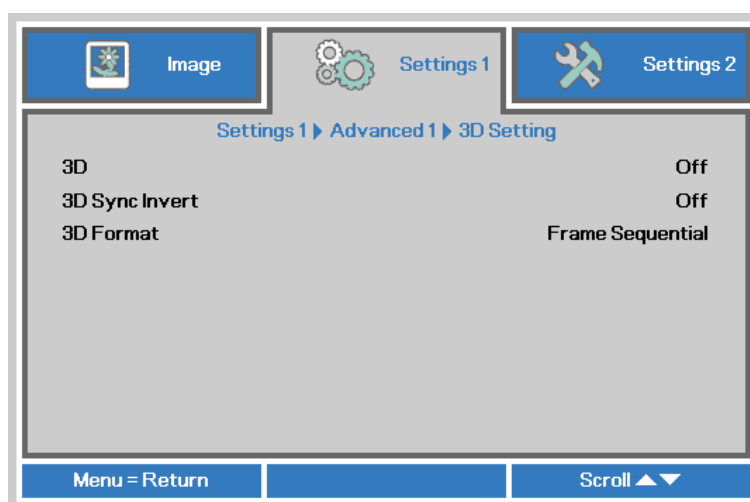 Image
Settings 1
Settings 2
Settings 1 ▶ Advanced 1 ▶ 3D Setting
3D Off
3D Sync Invert Off
3D Format Frame Sequential
Menu = Return
Scroll ▲▼